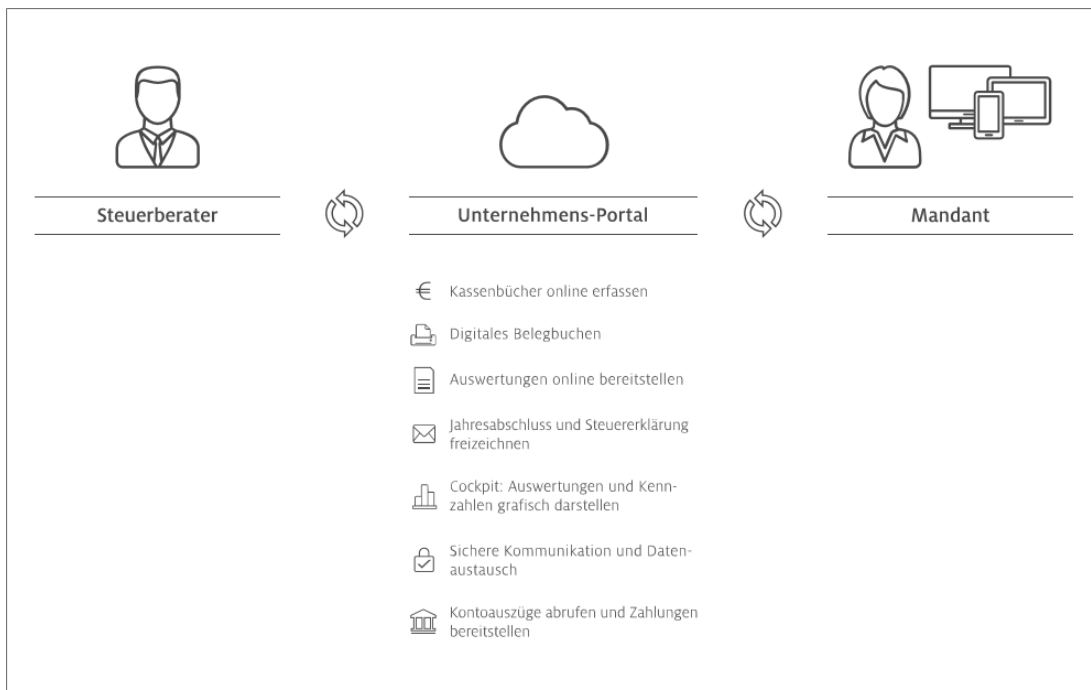 Steuerberater
Unternehmens-Portal
Mandant
€ Kassenbücher online erfassen
Digitales Belegbuchen
Auswertungen online bereitstellen
Jahresabschluss und Steuererklärung
freizeichnen
Cockpit: Auswertungen und Kenn-
zahlen grafisch darstellen
Sichere Kommunikation und Daten-
austausch
Kontoauszüge abrufen und Zahlungen
bereitstellen